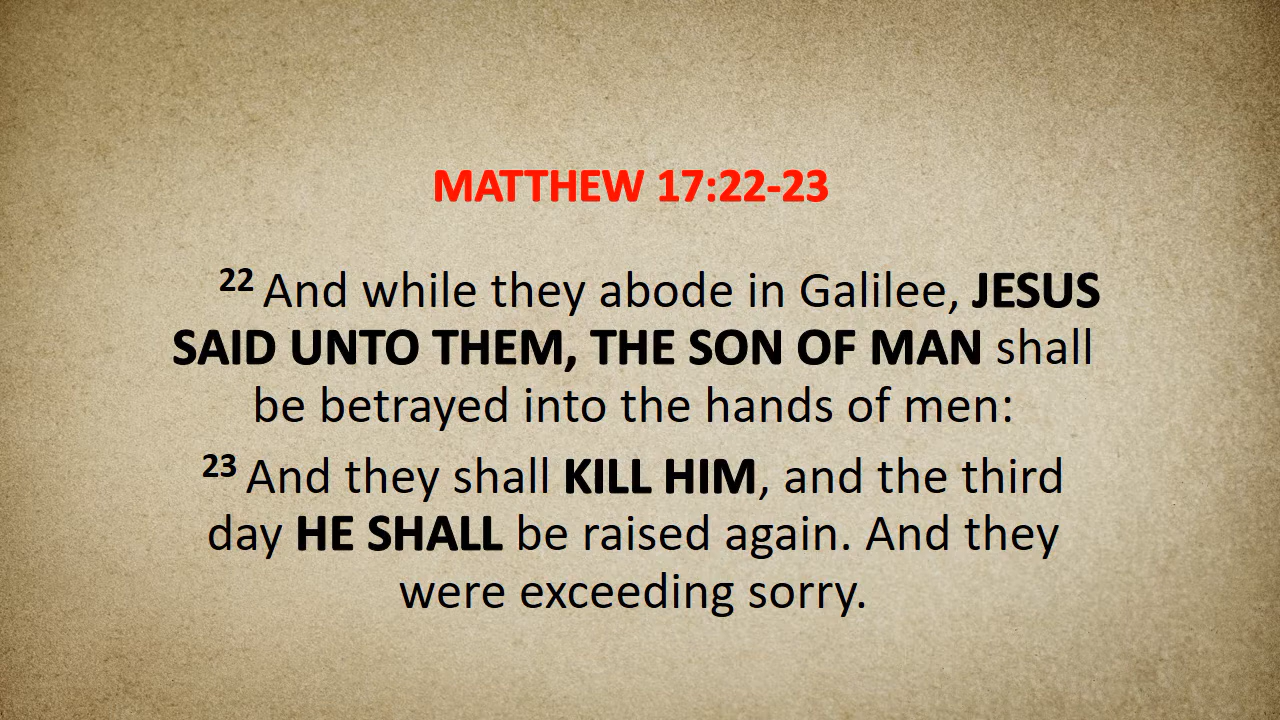 MATTHEW 17:22-23
22 And while they abode in Galilee, JESUS
SAID UNTO THEM, THE SON OF MAN shall
be betrayed into the hands of men:
23 And they shall KILL HIM, and the third
day HE SHALL be raised again. And they
were exceeding sorry.